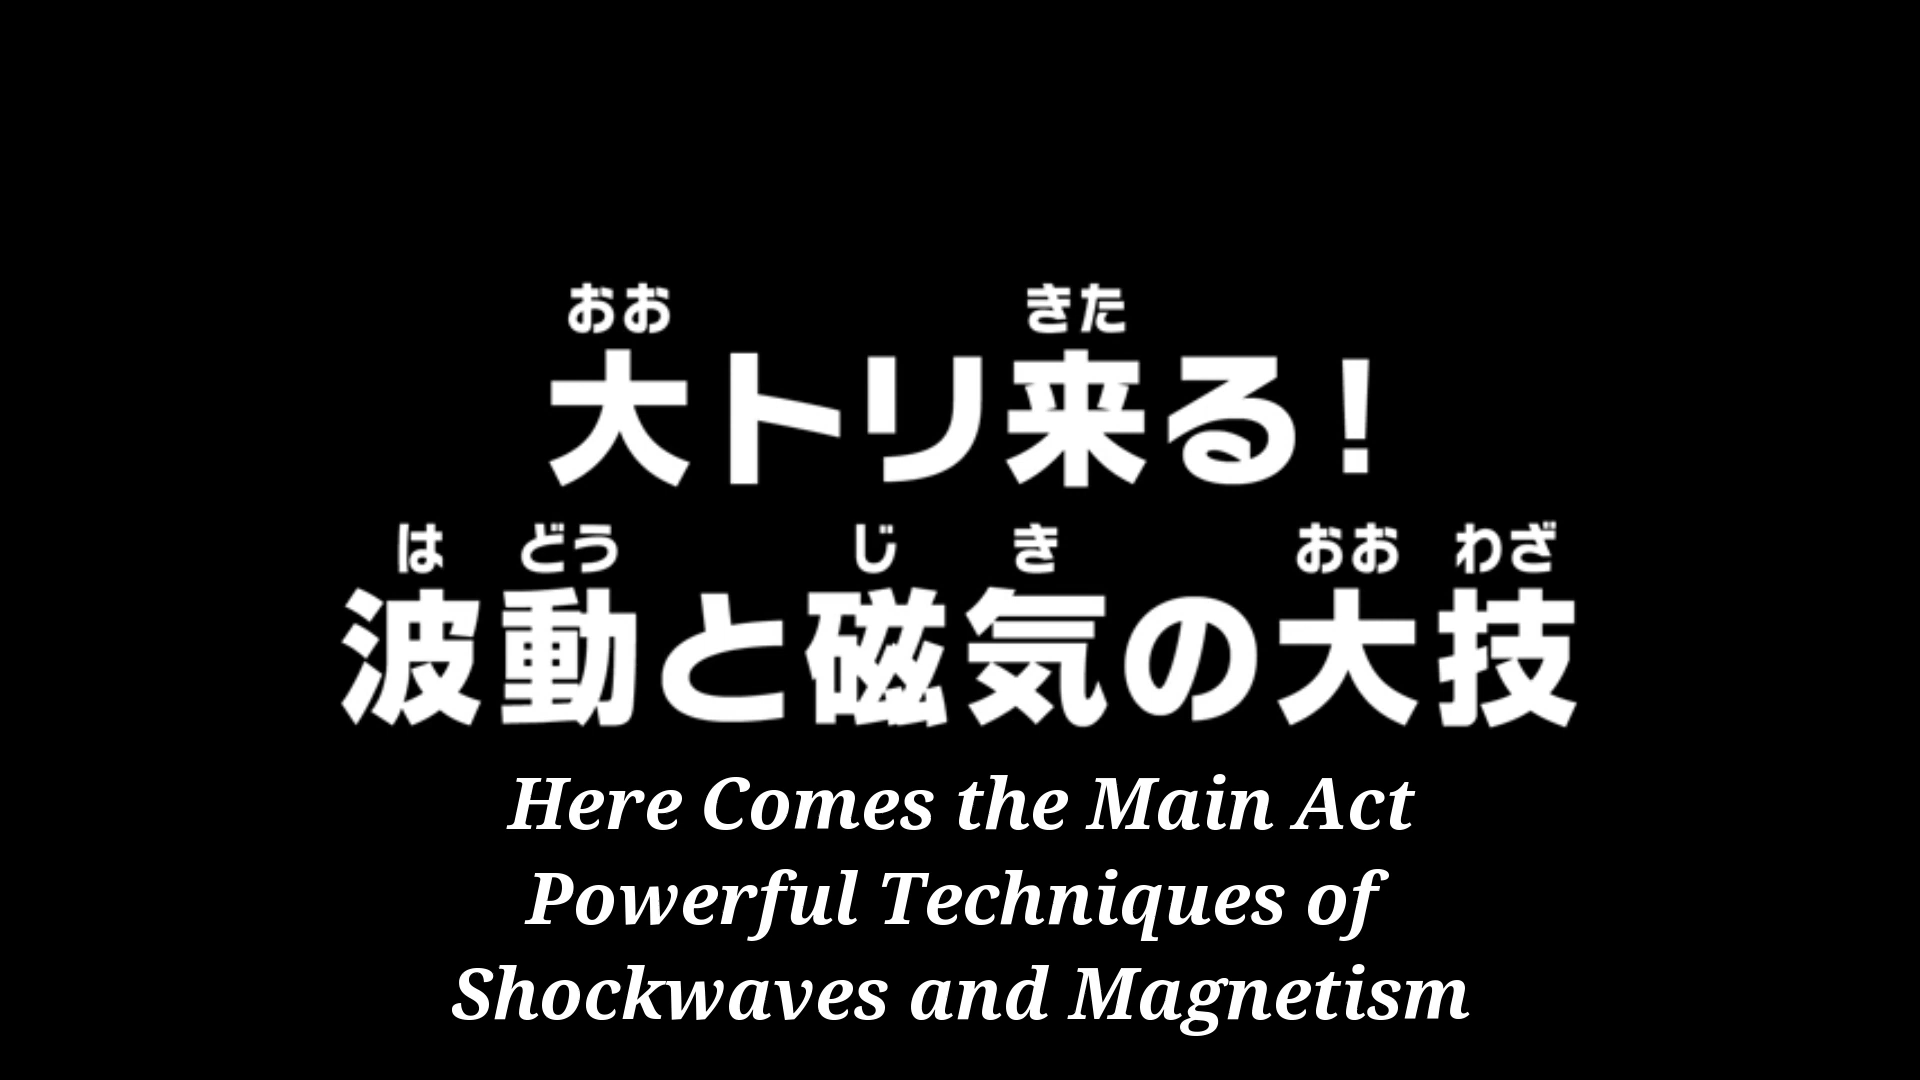 おお きた
大トリ来る!
は どう じ き おお わざ
波動と磁気の大技
Here Comes the Main Act
Powerful Techniques of
Shockwaves and Magnetism